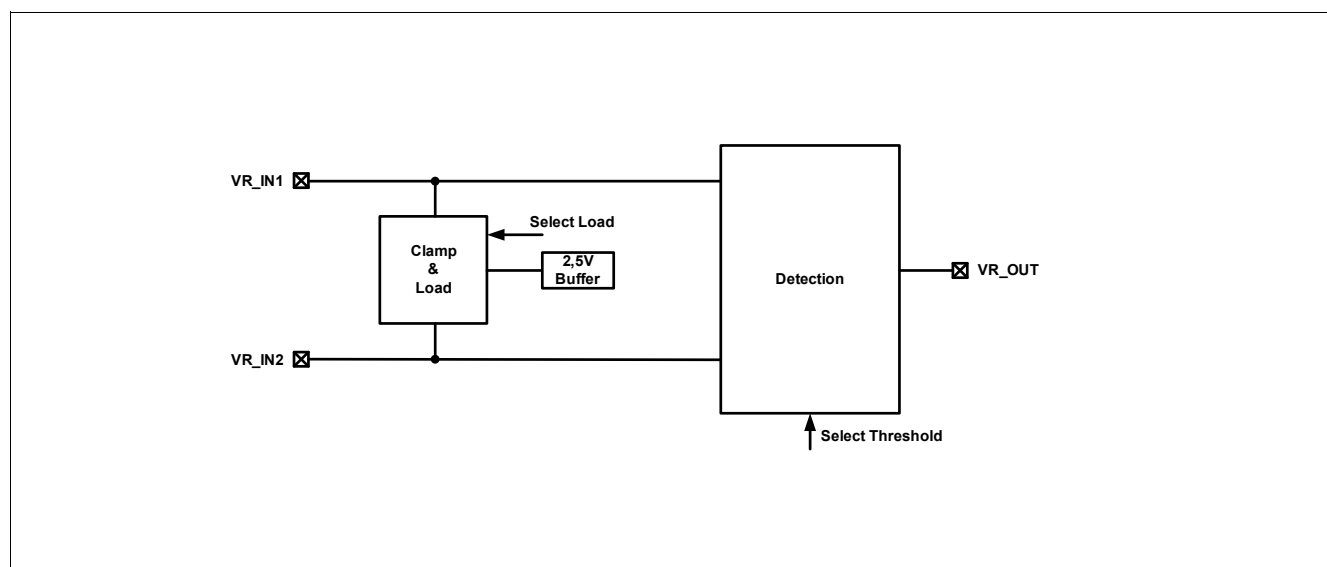 VR_IN1
Select Load
Clamp
&
Load
2,5V
Buffer
Detection
VR_OUT
VR_IN2
Select Threshold